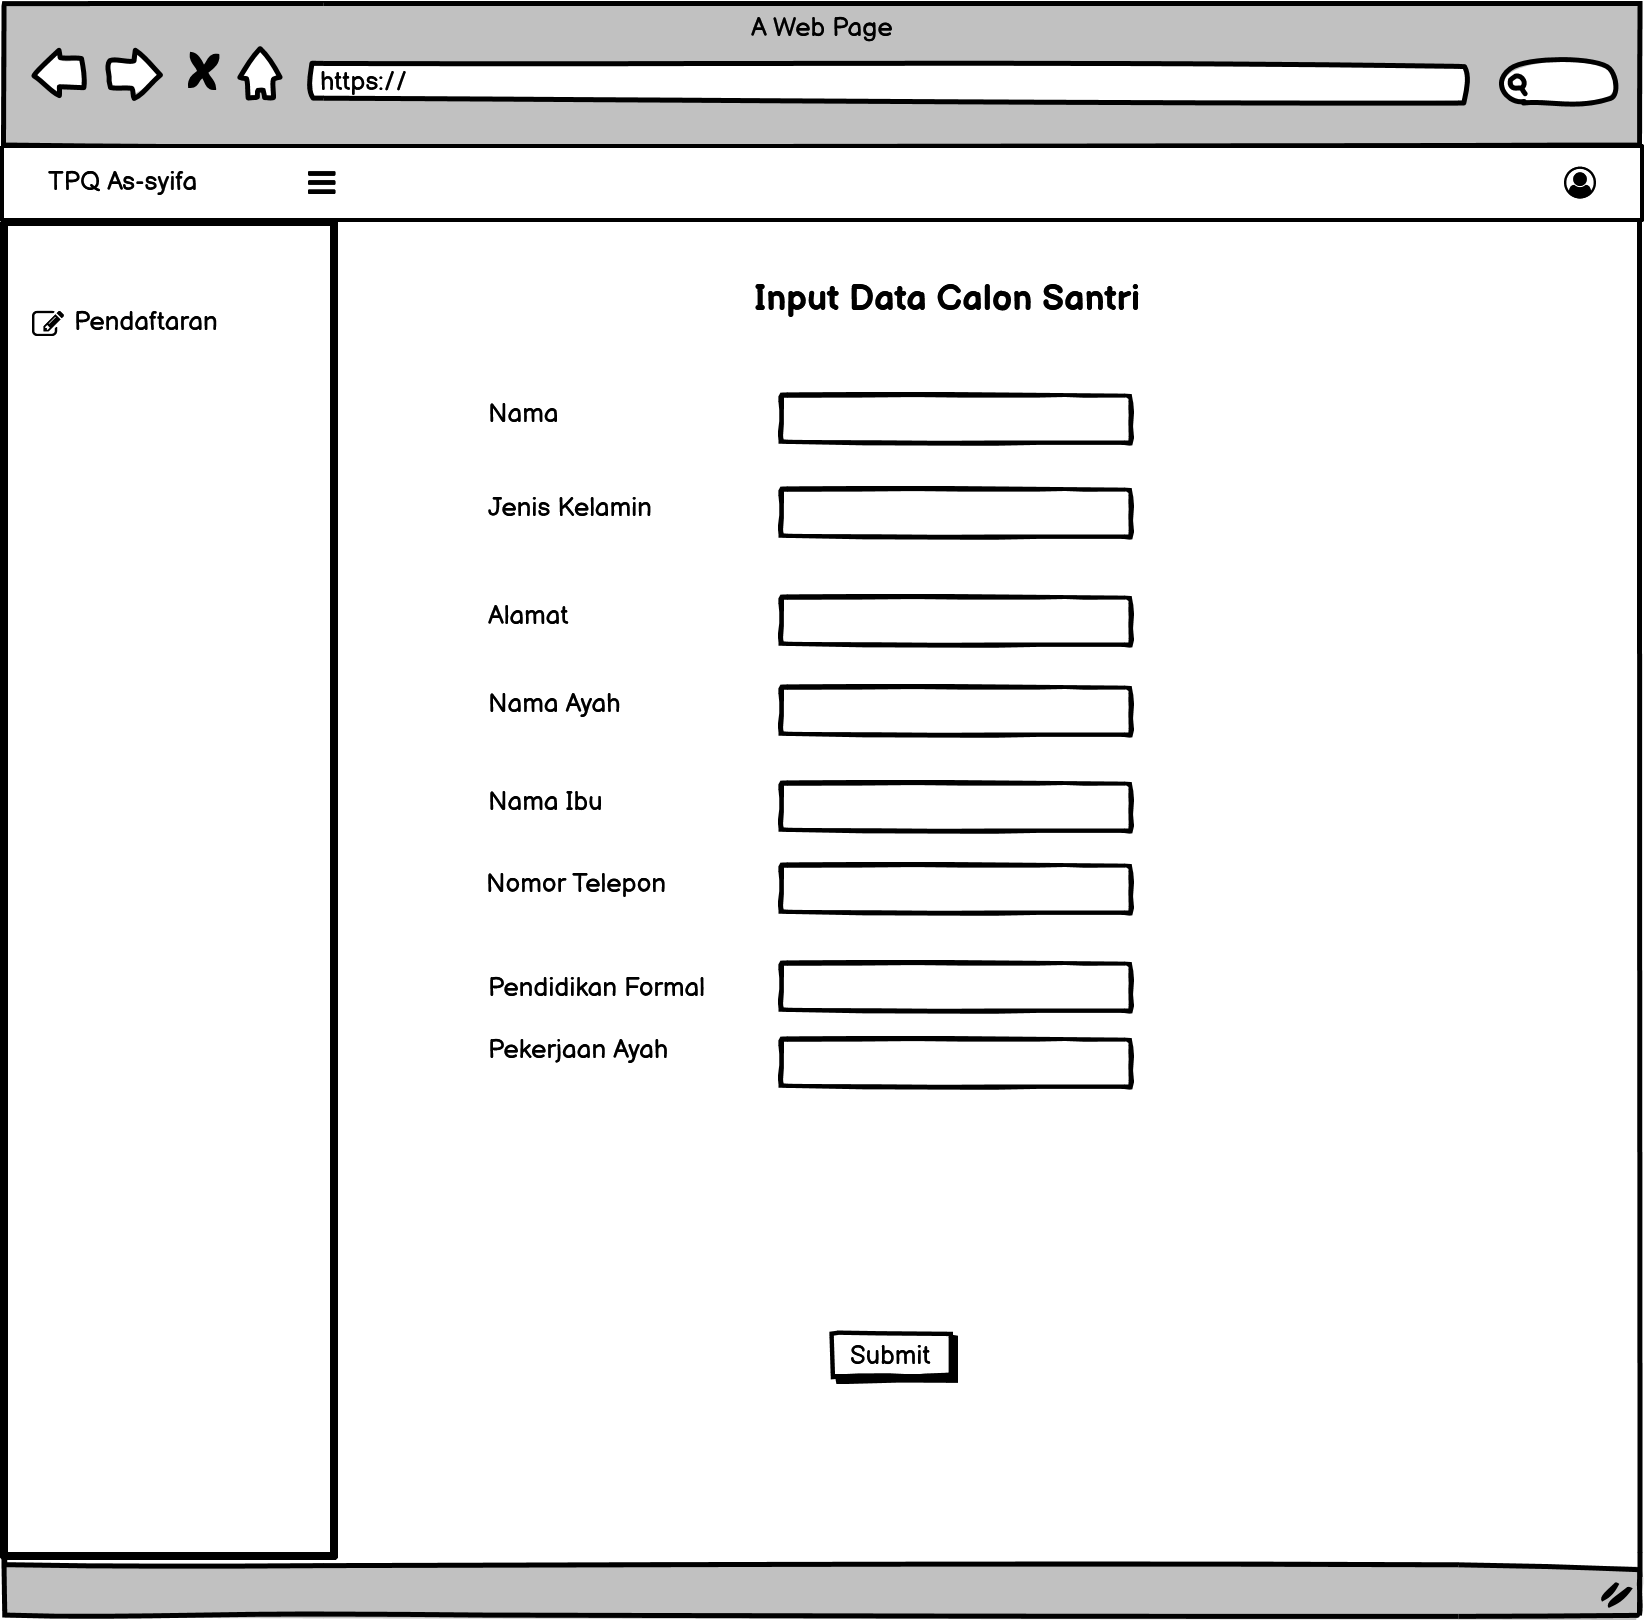 A Web Page
https://
TPQ As-syifa
Pendaftaran
Input Data Calon Santri
Nama
Jenis Kelamin
Alamat
Nama Ayah
Nama Ibu
Nomor Telepon
Pendidikan Formal
Pekerjaan Ayah
Submit